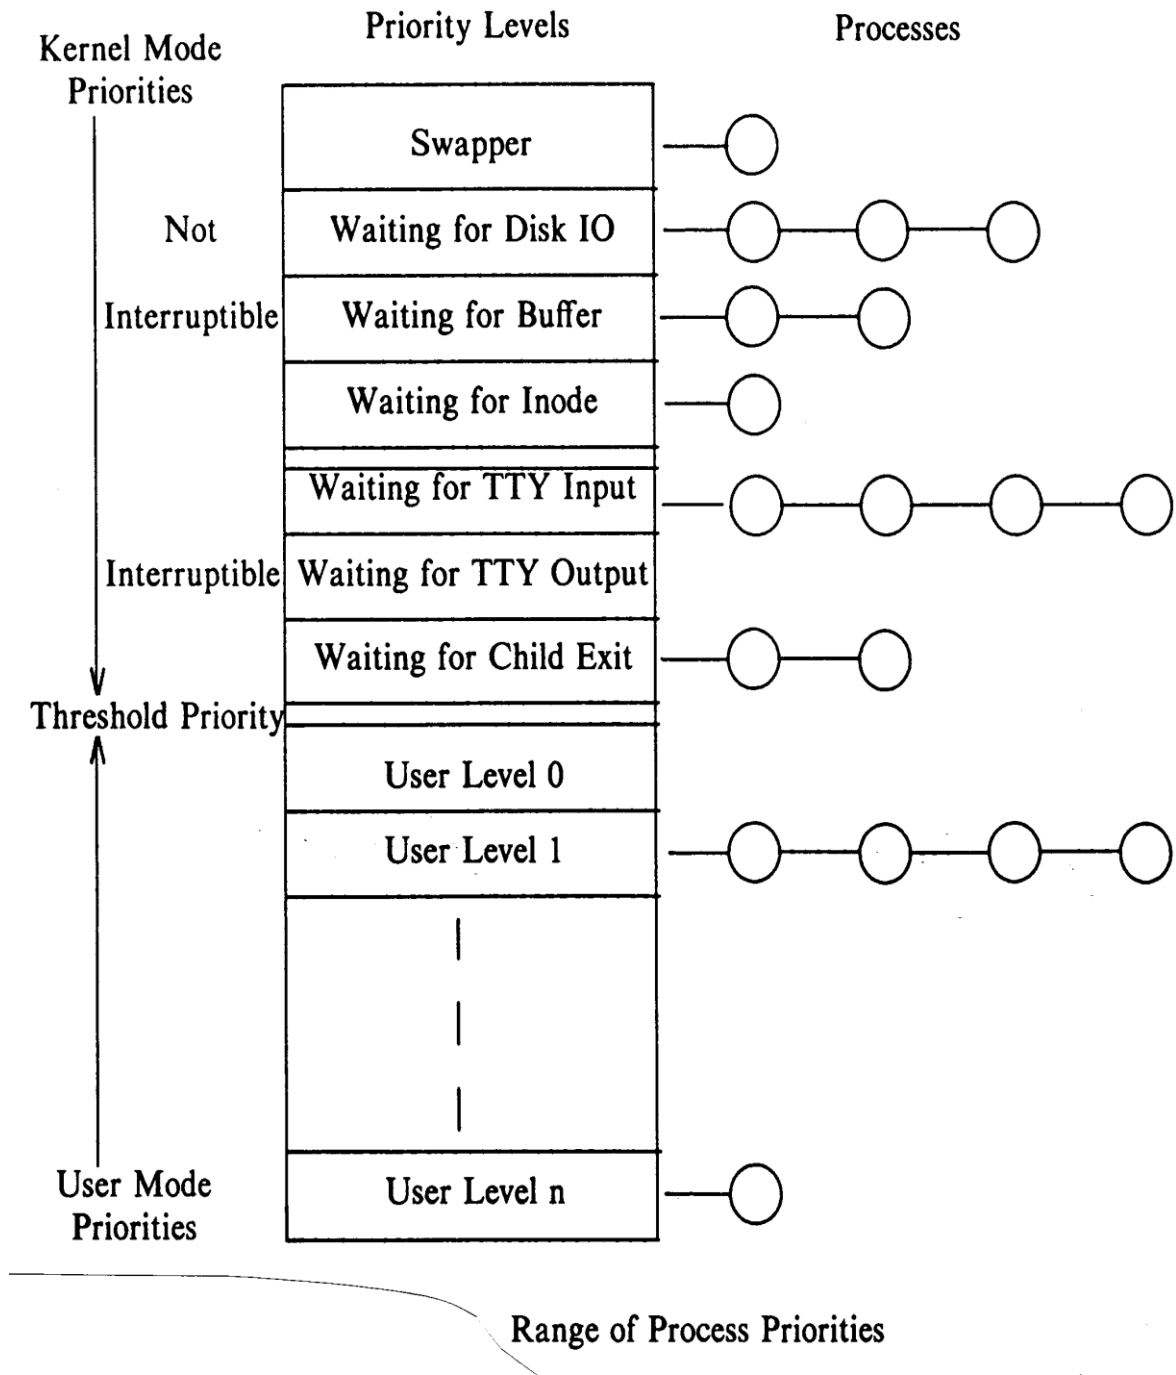 Kernel Mode
Priorities
Priority Levels
Processes
Swapper
Not
Waiting for Disk IO
Interruptible
Waiting for Buffer
Waiting for Inode
Waiting for TTY Input
Interruptible
Waiting for TTY Output
Waiting for Child Exit
Threshold Priority
User Level 0
User Level 1
User Mode
Priorities
User Level n
Range of Process Priorities